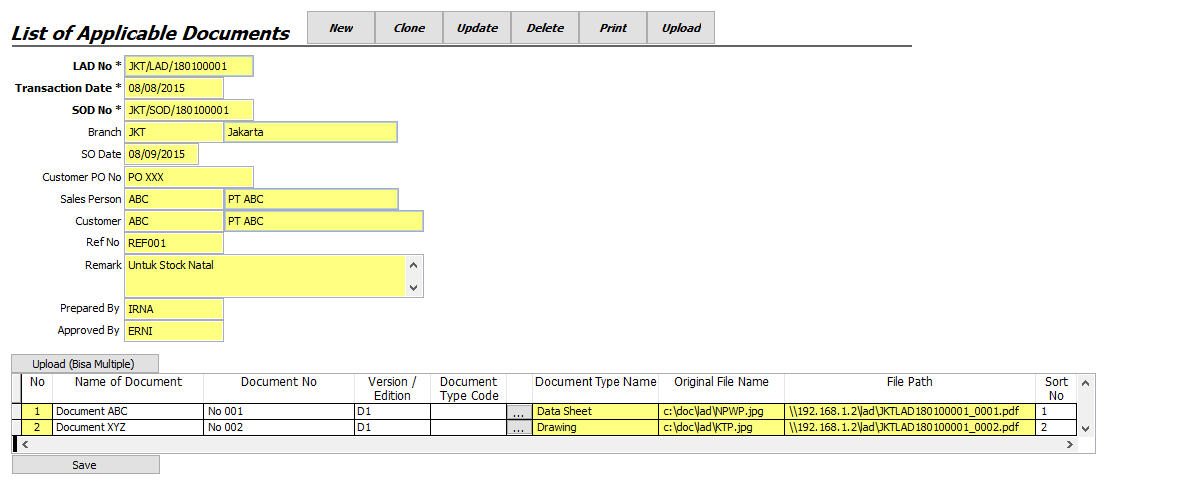 List of Applicable Documents New Clone Update Delete Print Upload
LAD No * JKT/LAD/180100001
Transaction Date * 08/08/2015
SOD No * JKT/SOD/180100001
Branch JKT Jakarta
SO Date 08/09/2015
Customer PO No PO XXX
Sales Person ABC PT ABC
Customer ABC PT ABC
Ref No REF001
Remark Untuk Stock Natal
Prepared By IRNA
Approved By ERNI
Upload (Bisa Multiple)
No Name of Document Document No Version / Document Document Type Name Original File Name File Path Sort
Edition Type Code No
1 Document ABC No 001 D1 ... Data Sheet c:\doc\lad\NPWP.jpg \\192.168.1.2\lad\JKTLAD180100001_0001.pdf 1
2 Document XYZ No 002 D1 ... Drawing c:\doc\lad\KTP.jpg \\192.168.1.2\lad\JKTLAD180100001_0002.pdf 2
Save